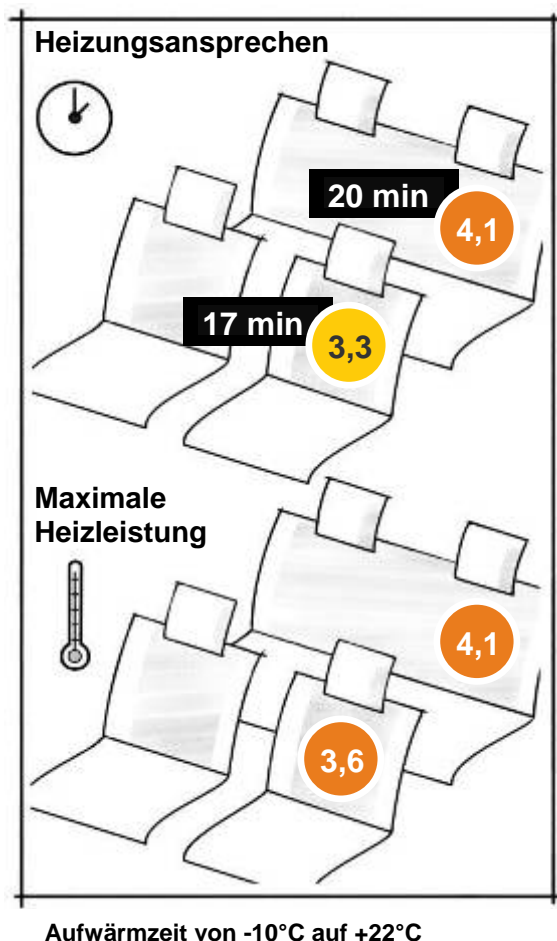 Heizungsansprechen
20 min
4,1
17 min
3,3
Maximale
Heizleistung
4,1
3,6
Aufwärmzeit von -10°C auf +22°C